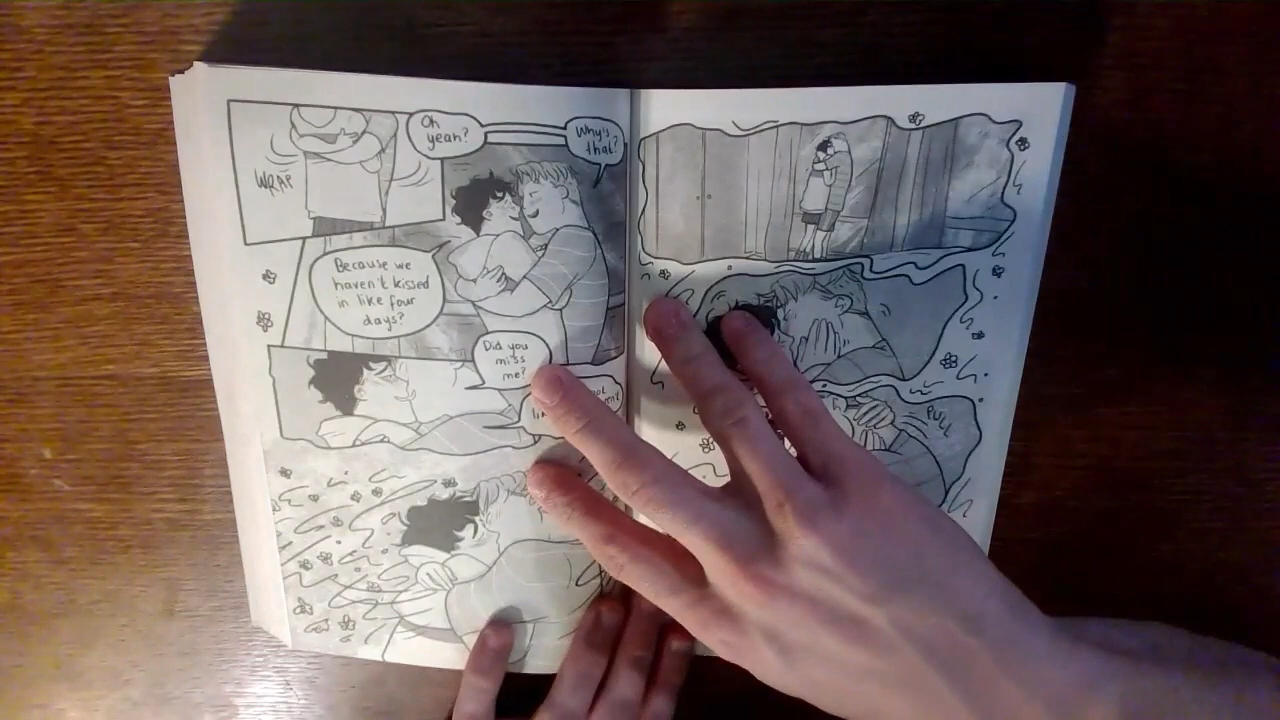 WRAP
Oh
yeah?
Why's
that?
Because we
haven't kissed
in like four
days?
Did you
miss
me?
PULL